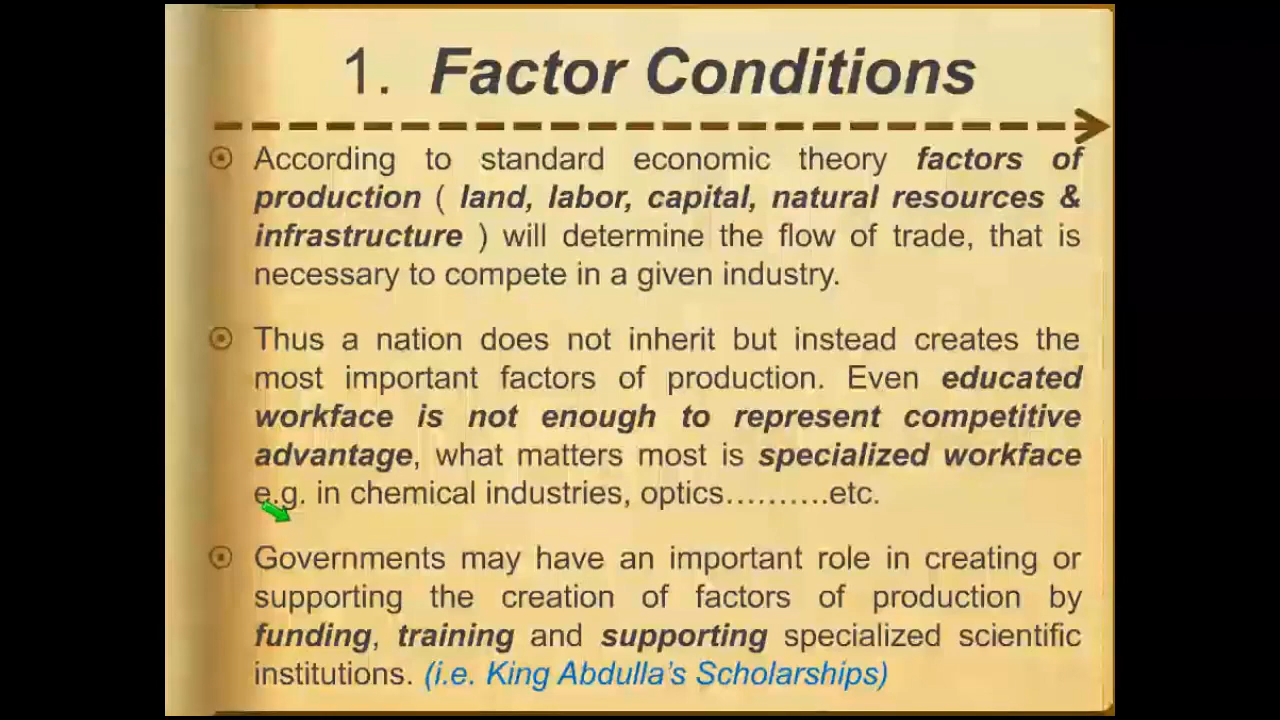 1. Factor Conditions
According to standard economic theory factors of
production ( land, labor, capital, natural resources &
infrastructure ) will determine the flow of trade, that is
necessary to compete in a given industry.
Thus a nation does not inherit but instead creates the
most important factors of production. Even educated
workface is not enough to represent competitive
advantage, what matters most is specialized workface
e.g. in chemical industries, optics……….etc.
Governments may have an important role in creating or
supporting the creation of factors of production by
funding, training and supporting specialized scientific
institutions. (i.e. King Abdulla's Scholarships)